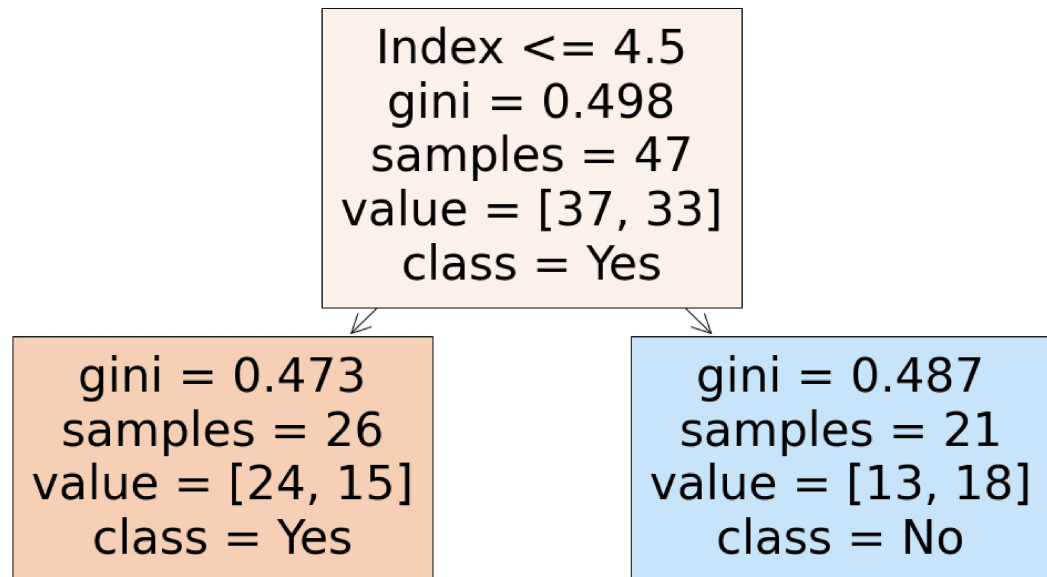 Index <= 4.5
gini = 0.498
samples = 47
value = [37, 33]
class = Yes
gini = 0.473
samples = 26
value = [24, 15]
class = Yes
gini = 0.487
samples = 21
value = [13, 18]
class = No